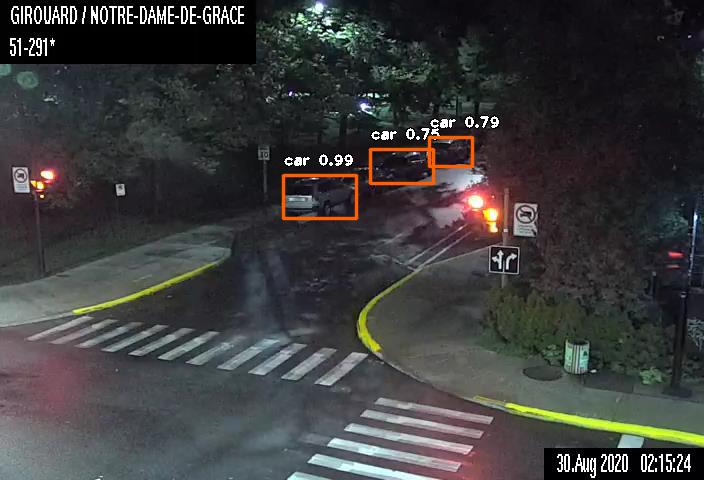 GIROUARD / NOTRE-DAME-DE-GRACE
51-291*
car 0.79
car 0.75
car 0.99
30.Aug 2020 02:15:24